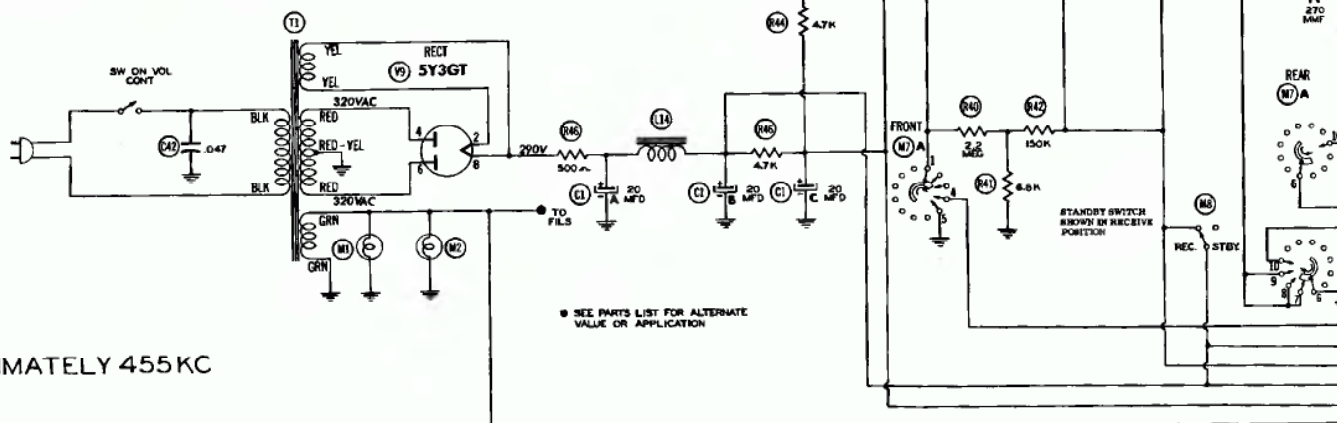 T1
SW ON VOL
CONT
BLK
C42
.047
BLK
YEL
YEL
RECT
V9 5Y3GT
320VAC
RED
RED-YEL
RED
320VAC
4
6
2
8
290V
R46
500
C1
A
20
MFD
L14
C1
B
20
MFD
R46
4.7K
C1
C
20
MFD
R44
4.7K
GRN
GRN
M1
M2
TO
FILS
SEE PARTS LIST FOR ALTERNATE
VALUE OR APPLICATION
FRONT
M7 A
1
4
5
R40
2.2
MEG
R42
150K
R41
6.8K
STANDBY SWITCH
SHOWN IN RECEIVE
POSITION
M8
REC.
STBY.
270
MMF
REAR
M7 A
6
10
9
8
7
6
IMATELY 455KC